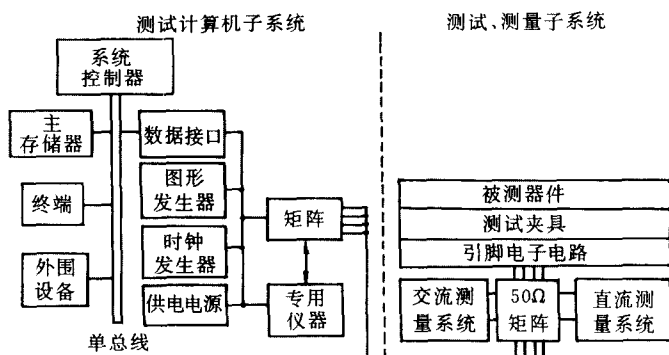 测试计算机子系统
测试、测量子系统
系统
控制器
主
存储器
数据接口
图形
发生器
终端
矩阵
时钟
发生器
外围
设备
供电电源
专用
仪器
单总线
被测器件
测试夹具
引脚电子电路
交流测
量系统
50Ω
矩阵
直流测
量系统